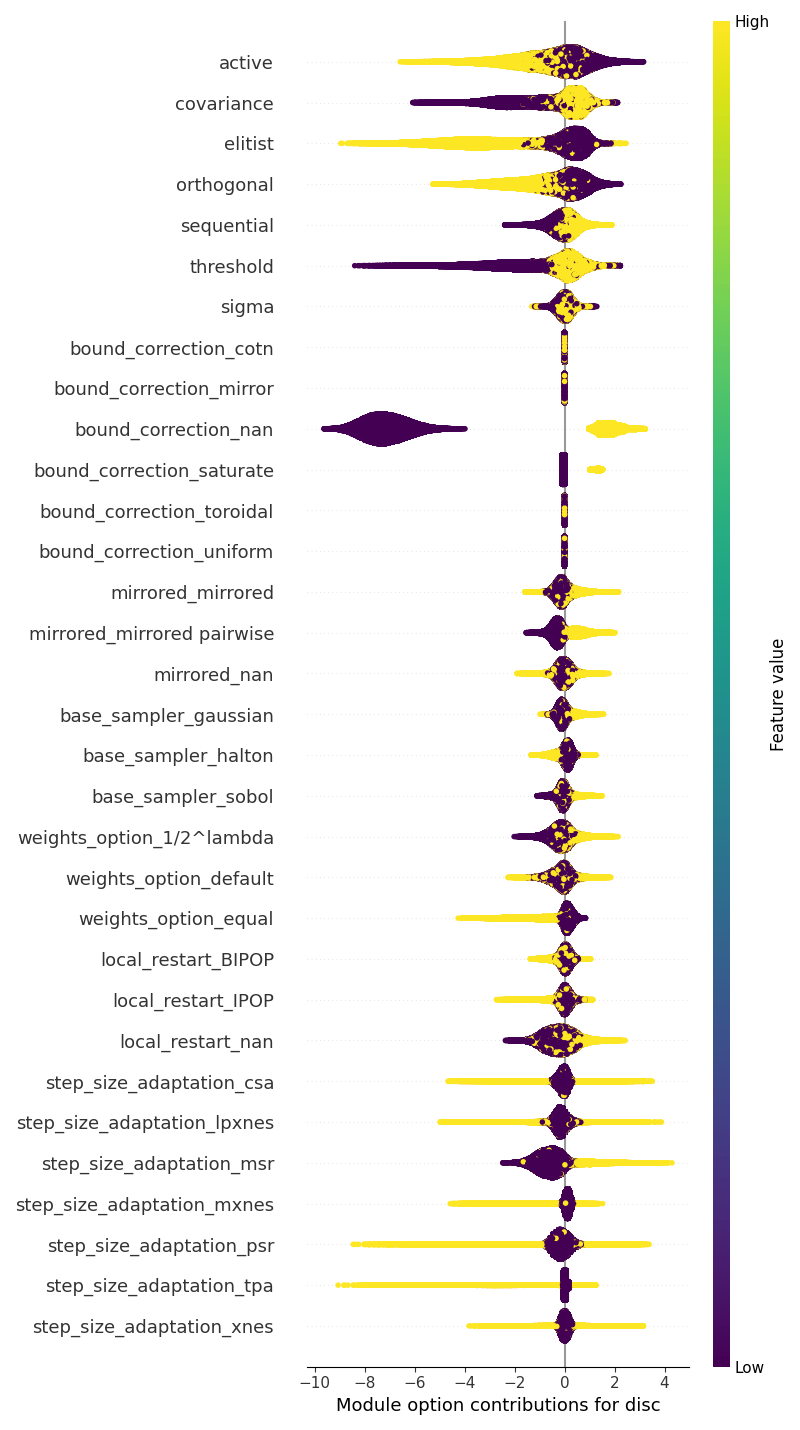 High
active
covariance
elitist
orthogonal
sequential
threshold
sigma
bound_correction_cotn
bound_correction_mirror
bound_correction_nan
bound_correction_saturate
bound_correction_toroidal
bound_correction_uniform
mirrored_mirrored
mirrored_mirrored pairwise
mirrored_nan
base_sampler_gaussian
base_sampler_halton
base_sampler_sobol
weights_option_1/2^lambda
weights_option_default
weights_option_equal
local_restart_BIPOP
local_restart_IPOP
local_restart_nan
step_size_adaptation_csa
step_size_adaptation_lpxnes
step_size_adaptation_msr
step_size_adaptation_mxnes
step_size_adaptation_psr
step_size_adaptation_tpa
step_size_adaptation_xnes
Feature value
Low
−10 −8 −6 −4 −2 0 2 4
Module option contributions for disc